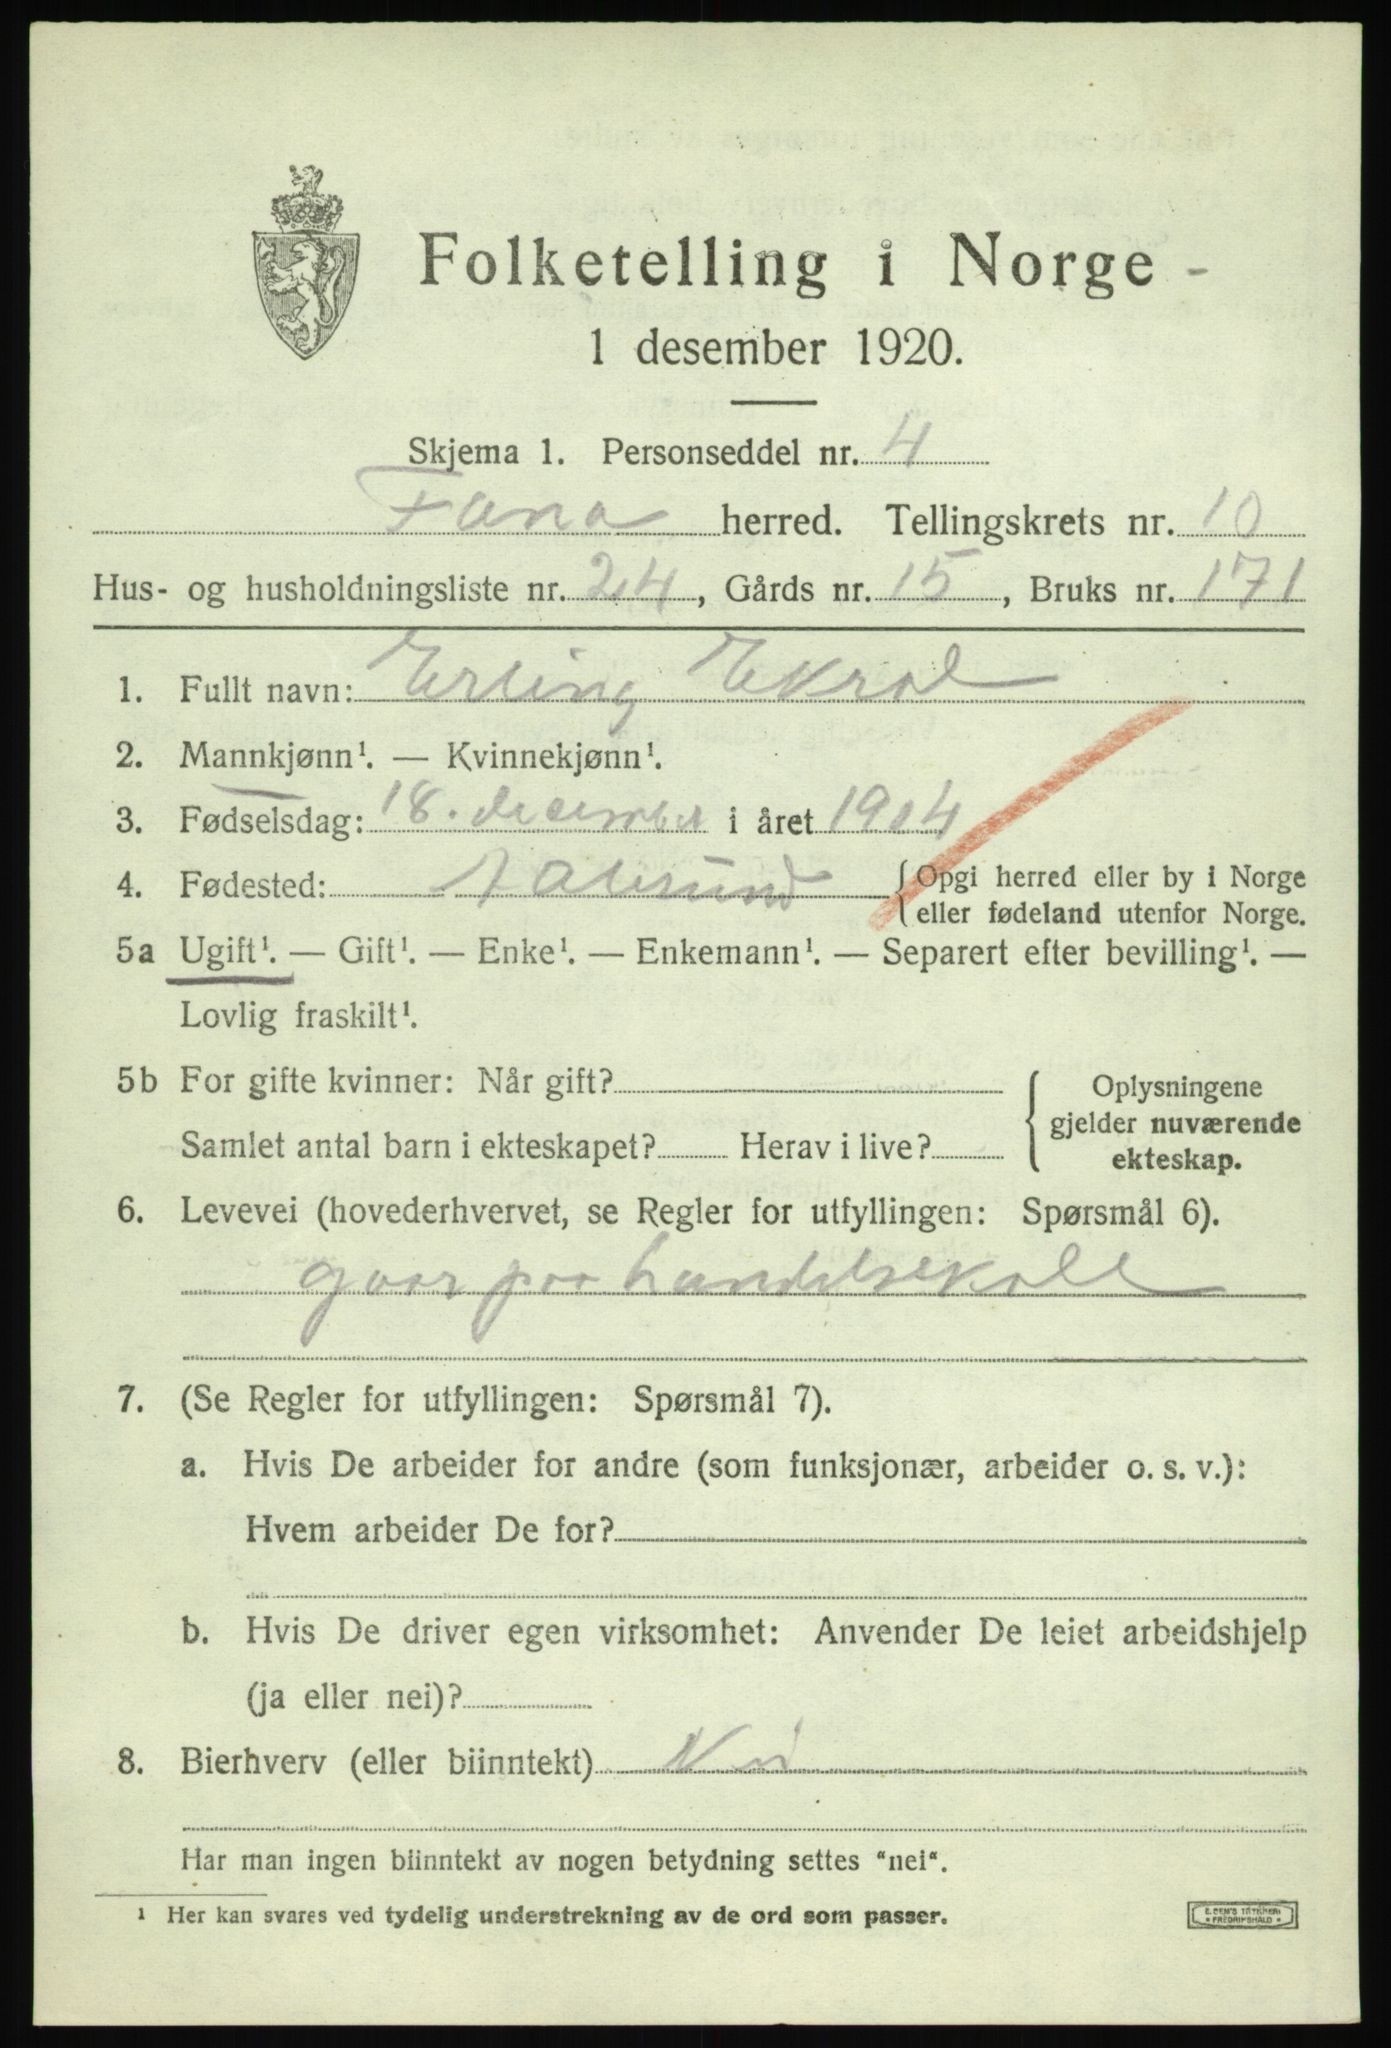 Folketelling i Norge
1 desember 1920.
Skjema 1. Personseddel nr. 4
Fana herred. Tellingskrets nr. 10
Hus- og husholdningsliste nr. 24, Gårds nr. 15, Bruks nr. 171
1. Fullt navn: Erling Ekrol
2. Mannkjønn¹. — Kvinnekjønn¹.
3. Fødselsdag: 18. december i året 1904
4. Fødested: Aalesund {Opgi herred eller by i Norge
eller fødeland utenfor Norge.
5a Ugift¹. — Gift¹. — Enke¹. — Enkemann¹. — Separert efter bevilling¹. —
Lovlig fraskilt¹.
5b For gifte kvinner: Når gift?
Samlet antal barn i ekteskapet? Herav i live?
Oplysningene
gjelder nuværende
ekteskap.
6. Levevei (hovederhvervet, se Regler for utfyllingen: Spørsmål 6).
gaar paa handelsskole
7. (Se Regler for utfyllingen: Spørsmål 7).
a. Hvis De arbeider for andre (som funksjonær, arbeider o. s. v.):
Hvem arbeider De for?
b. Hvis De driver egen virksomhet: Anvender De leiet arbeidshjelp
(ja eller nei)?
8. Bierhverv (eller biinntekt) Nei
Har man ingen biinntekt av nogen betydning settes "nei".
¹ Her kan svares ved tydelig understrekning av de ord som passer.